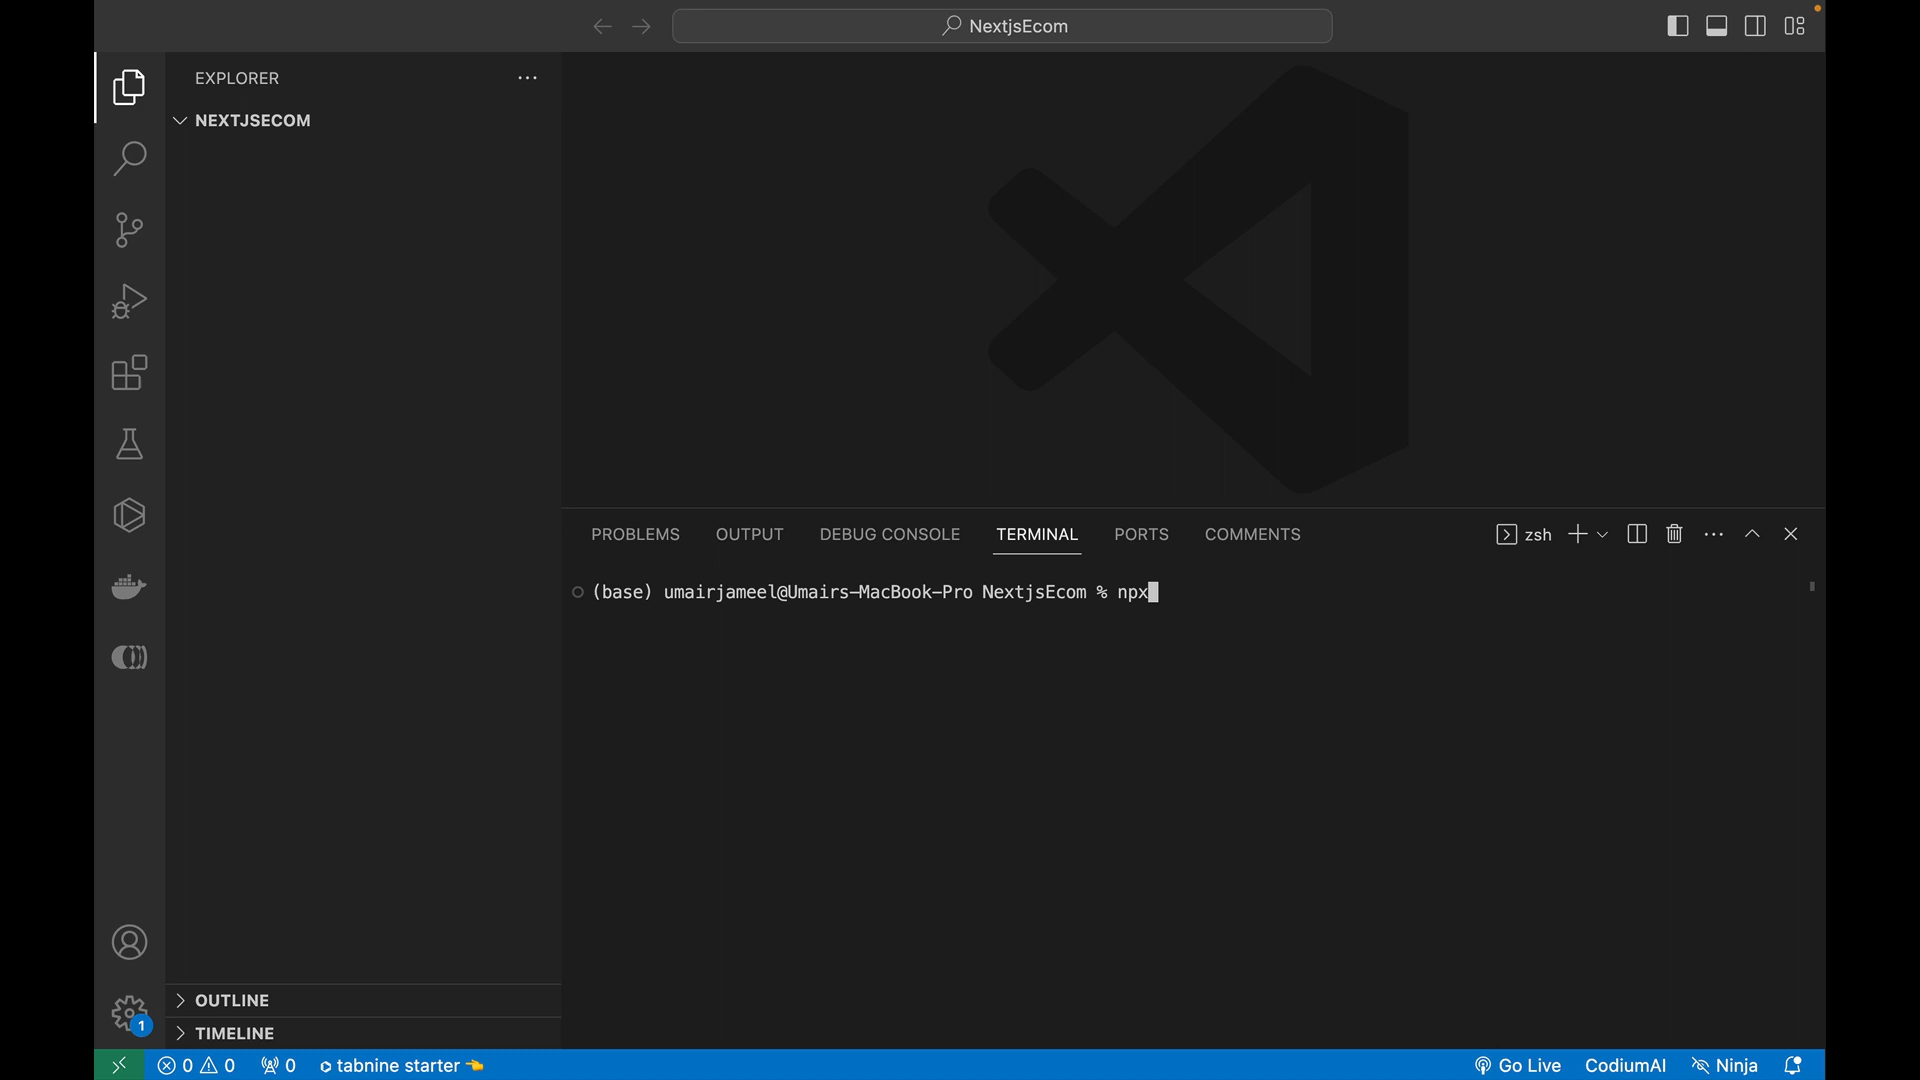 NextjsEcom
EXPLORER
NEXTJSECOM
PROBLEMS OUTPUT DEBUG CONSOLE TERMINAL PORTS COMMENTS zsh
(base) umairjameel@Umairs-MacBook-Pro NextjsEcom % npx
OUTLINE
1
TIMELINE
0 0 0 tabnine starter Go Live CodiumAI Ninja